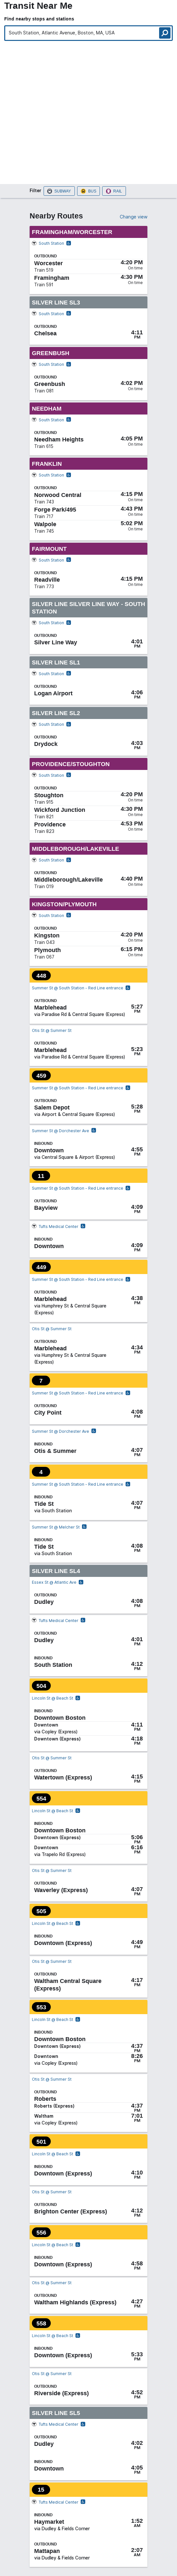 Transit Near Me
Find nearby stops and stations
South Station, Atlantic Avenue, Boston, MA, USA
Filter SUBWAY BUS RAIL
Nearby Routes Change view
FRAMINGHAM/WORCESTER
South Station
OUTBOUND
Worcester 4:20 PM
Train 519 On time
Framingham 4:30 PM
Train 591 On time
SILVER LINE SL3
South Station
OUTBOUND
Chelsea 4:11
PM
GREENBUSH
South Station
OUTBOUND
Greenbush 4:02 PM
Train 081 On time
NEEDHAM
South Station
OUTBOUND
Needham Heights 4:05 PM
Train 615 On time
FRANKLIN
South Station
OUTBOUND
Norwood Central 4:15 PM
Train 743 On time
Forge Park/495 4:43 PM
Train 717 On time
Walpole 5:02 PM
Train 745 On time
FAIRMOUNT
South Station
OUTBOUND
Readville 4:15 PM
Train 773 On time
SILVER LINE SILVER LINE WAY - SOUTH
STATION
South Station
OUTBOUND
Silver Line Way 4:01
PM
SILVER LINE SL1
South Station
OUTBOUND
Logan Airport 4:06
PM
SILVER LINE SL2
South Station
OUTBOUND
Drydock 4:03
PM
PROVIDENCE/STOUGHTON
South Station
OUTBOUND
Stoughton 4:20 PM
Train 915 On time
Wickford Junction 4:30 PM
Train 821 On time
Providence 4:53 PM
Train 823 On time
MIDDLEBOROUGH/LAKEVILLE
South Station
OUTBOUND
Middleborough/Lakeville 4:40 PM
Train 019 On time
KINGSTON/PLYMOUTH
South Station
OUTBOUND
Kingston 4:20 PM
Train 043 On time
Plymouth 6:15 PM
Train 067 On time
448
Summer St @ South Station - Red Line entrance
OUTBOUND
Marblehead 5:27
via Paradise Rd & Central Square (Express) PM
Otis St @ Summer St
OUTBOUND
Marblehead 5:23
via Paradise Rd & Central Square (Express) PM
459
Summer St @ South Station - Red Line entrance
OUTBOUND
Salem Depot 5:28
via Airport & Central Square (Express) PM
Summer St @ Dorchester Ave
INBOUND
Downtown 4:55
via Central Square & Airport (Express) PM
11
Summer St @ South Station - Red Line entrance
OUTBOUND
Bayview 4:09
PM
Tufts Medical Center
INBOUND
Downtown 4:09
PM
449
Summer St @ South Station - Red Line entrance
OUTBOUND
Marblehead 4:38
via Humphrey St & Central Square PM
(Express)
Otis St @ Summer St
OUTBOUND
Marblehead 4:34
via Humphrey St & Central Square PM
(Express)
7
Summer St @ South Station - Red Line entrance
OUTBOUND
City Point 4:08
PM
Summer St @ Dorchester Ave
INBOUND
Otis & Summer 4:07
PM
4
Summer St @ South Station - Red Line entrance
INBOUND
Tide St 4:07
via South Station PM
Summer St @ Melcher St
INBOUND
Tide St 4:08
via South Station PM
SILVER LINE SL4
Essex St @ Atlantic Ave
OUTBOUND
Dudley 4:08
PM
Tufts Medical Center
OUTBOUND
Dudley 4:01
PM
INBOUND
South Station 4:12
PM
504
Lincoln St @ Beach St
INBOUND
Downtown Boston
Downtown 4:11
via Copley (Express) PM
Downtown (Express) 4:18
PM
Otis St @ Summer St
OUTBOUND
Watertown (Express) 4:15
PM
554
Lincoln St @ Beach St
INBOUND
Downtown Boston
Downtown (Express) 5:06
PM
Downtown 6:16
via Trapelo Rd (Express) PM
Otis St @ Summer St
OUTBOUND
Waverley (Express) 4:07
PM
505
Lincoln St @ Beach St
INBOUND
Downtown (Express) 4:49
PM
Otis St @ Summer St
OUTBOUND
Waltham Central Square 4:17
(Express) PM
553
Lincoln St @ Beach St
INBOUND
Downtown Boston
Downtown (Express) 4:37
PM
Downtown 8:26
via Copley (Express) PM
Otis St @ Summer St
OUTBOUND
Roberts
Roberts (Express) 4:37
PM
Waltham 7:01
via Copley (Express) PM
501
Lincoln St @ Beach St
INBOUND
Downtown (Express) 4:10
PM
Otis St @ Summer St
OUTBOUND
Brighton Center (Express) 4:12
PM
556
Lincoln St @ Beach St
INBOUND
Downtown (Express) 4:58
PM
Otis St @ Summer St
OUTBOUND
Waltham Highlands (Express) 4:27
PM
558
Lincoln St @ Beach St
INBOUND
Downtown (Express) 5:33
PM
Otis St @ Summer St
OUTBOUND
Riverside (Express) 4:52
PM
SILVER LINE SL5
Tufts Medical Center
OUTBOUND
Dudley 4:02
PM
INBOUND
Downtown 4:05
PM
15
Tufts Medical Center
INBOUND
Haymarket 1:52
via Dudley & Fields Corner AM
OUTBOUND
Mattapan 2:07
via Dudley & Fields Corner AM